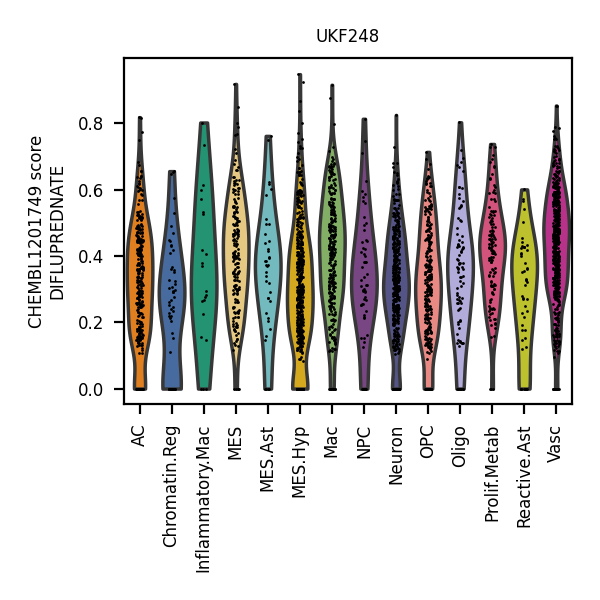 UKF248
CHEMBL1201749 score
DIFLUPREDNATE
0.8
0.6
0.4
0.2
0.0
AC
Chromatin.Reg
Inflammatory.Mac
MES
MES.Ast
MES.Hyp
Mac
NPC
Neuron
OPC
Oligo
Prolif.Metab
Reactive.Ast
Vasc